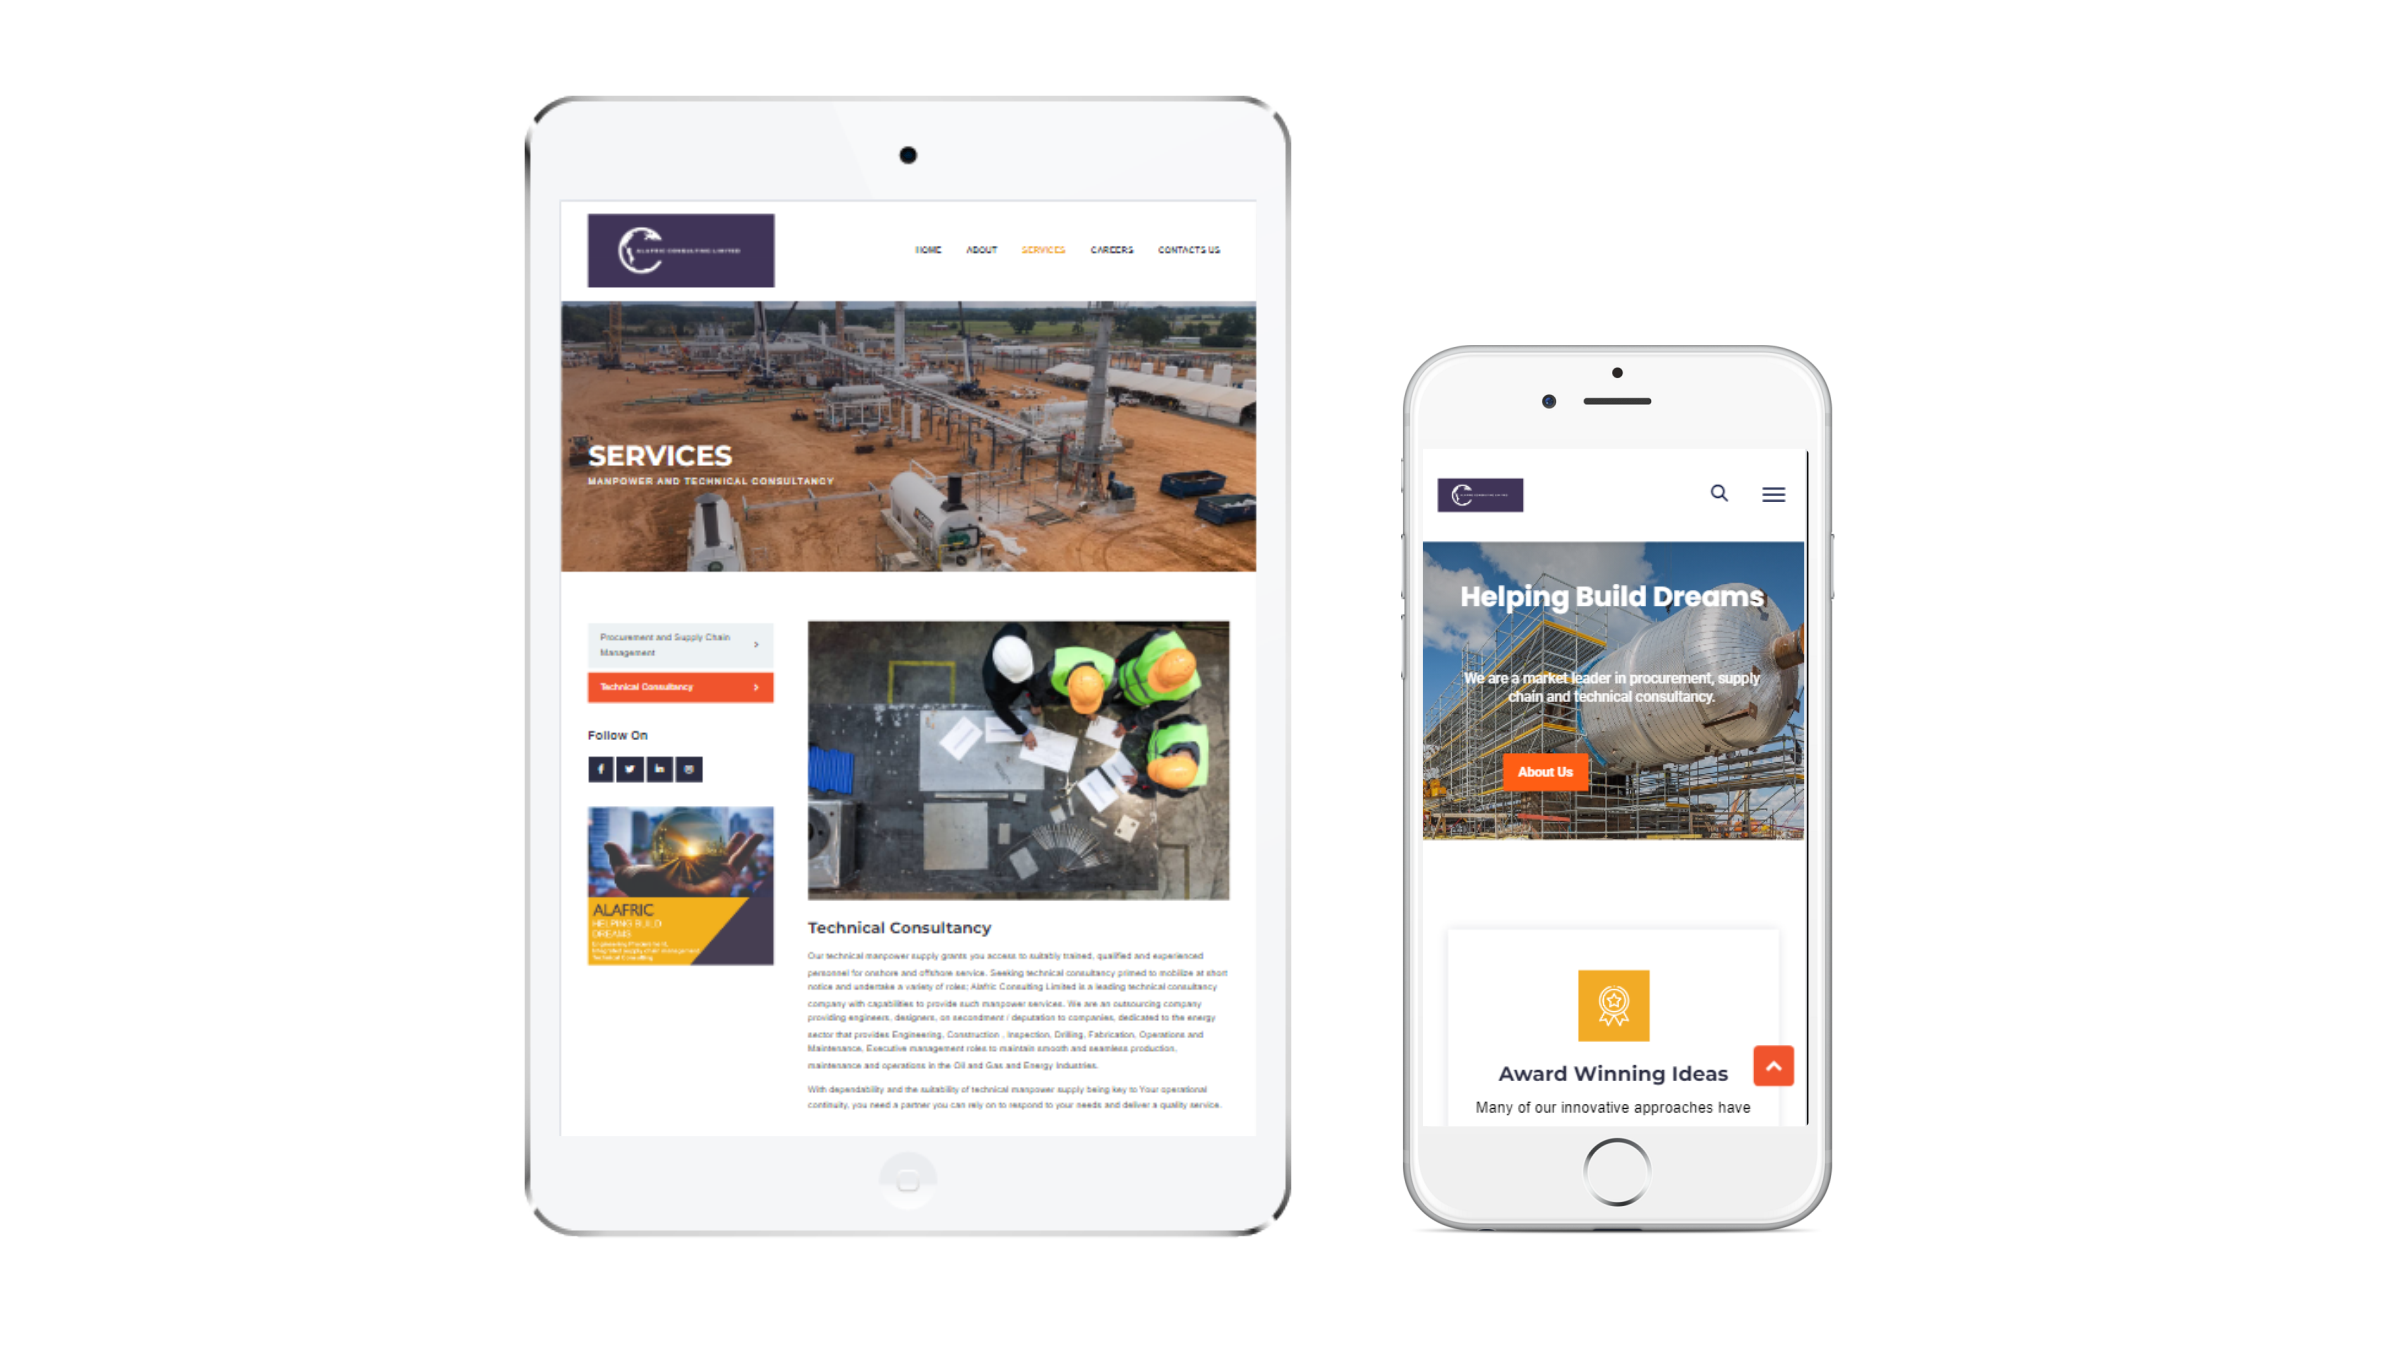 ALAFRIC CONSULTING LIMITED
HOME ABOUT SERVICES CAREERS CONTACTS US
SERVICES
MANPOWER AND TECHNICAL CONSULTANCY
Procurement and Supply Chain
Management
Technical Consultancy
Follow On
ALAFRIC
HELPING BUILD
DREAMS
Technical Consulting
Technical Consultancy
Our technical manpower supply grants you access to suitably trained, qualified and experienced
personnel for onshore and offshore service. Seeking technical consultancy primed to mobilize at short
notice and undertake a variety of roles; Alafric Consulting Limited is a leading technical consultancy
company with capabilities to provide such manpower services. We are an outsourcing company
providing engineers, designers, on secondment / deputation to companies, dedicated to the energy
sector that provides Engineering, Construction , Inspection, Drilling, Fabrication, Operations and
Maintenance, Executive management roles to maintain smooth and seamless production,
maintenance and operations in the Oil and Gas and Energy Industries.
With dependability and the suitability of technical manpower supply being key to Your operational
continuity, you need a partner you can rely on to respond to your needs and deliver a quality service.
Helping Build Dreams
We are a market leader in procurement, supply
chain and technical consultancy.
About Us
Award Winning Ideas
Many of our innovative approaches have